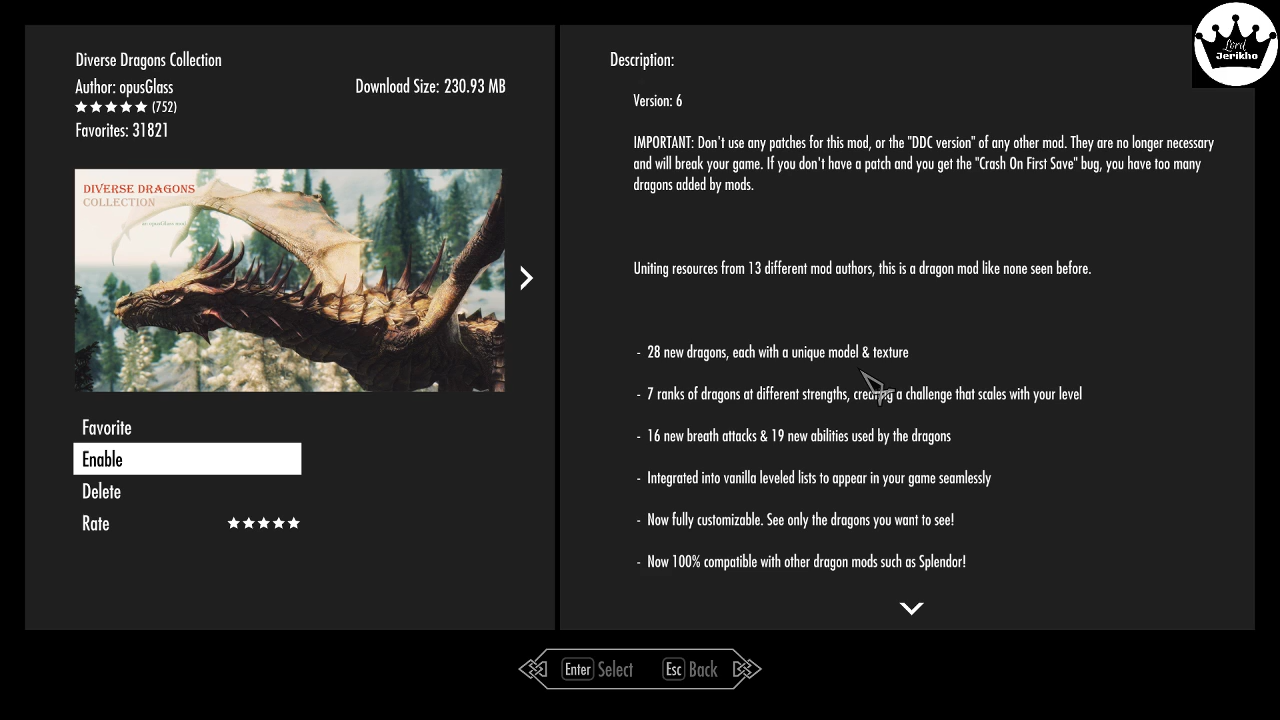 Diverse Dragons Collection
Author: opusGlass
Download Size: 230.93 MB
(752)
Favorites: 31821
DIVERSE DRAGONS
COLLECTION
Favorite
Enable
Delete
Rate
Description:
Version: 6
IMPORTANT: Don't use any patches for this mod, or the "DDC version" of any other mod. They are no longer necessary
and will break your game. If you don't have a patch and you get the "Crash On First Save" bug, you have too many
dragons added by mods.
Uniting resources from 13 different mod authors, this is a dragon mod like none seen before.
- 28 new dragons, each with a unique model & texture
- 7 ranks of dragons at different strengths, creating a challenge that scales with your level
- 16 new breath attacks & 19 new abilities used by the dragons
- Integrated into vanilla leveled lists to appear in your game seamlessly
- Now fully customizable. See only the dragons you want to see!
- Now 100% compatible with other dragon mods such as Splendor!
Lord
Jerikho
Enter Select
Esc Back